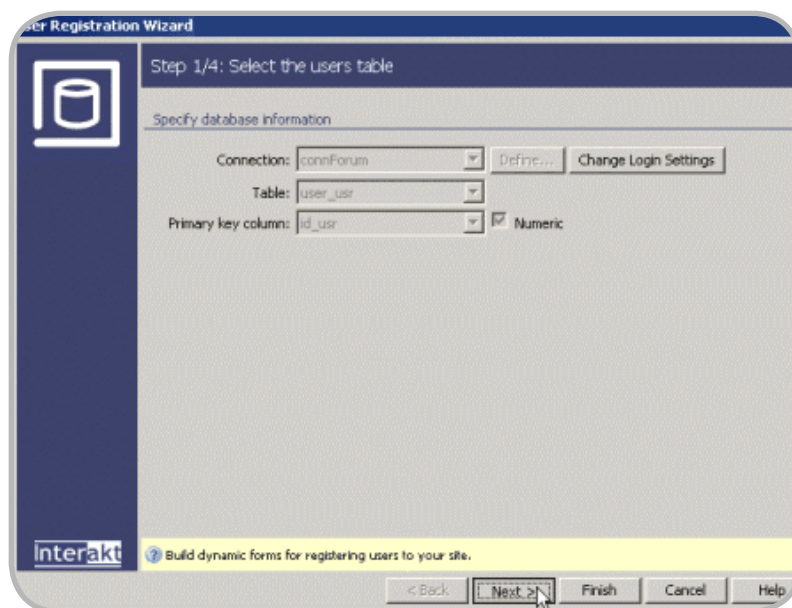 ser Registration Wizard
Step 1/4: Select the users table
Specify database information
Connection: connForum Define... Change Login Settings
Table: user_usr
Primary key column: id_usr Numeric
Interakt
Build dynamic forms for registering users to your site.
< Back Next > Finish Cancel Help